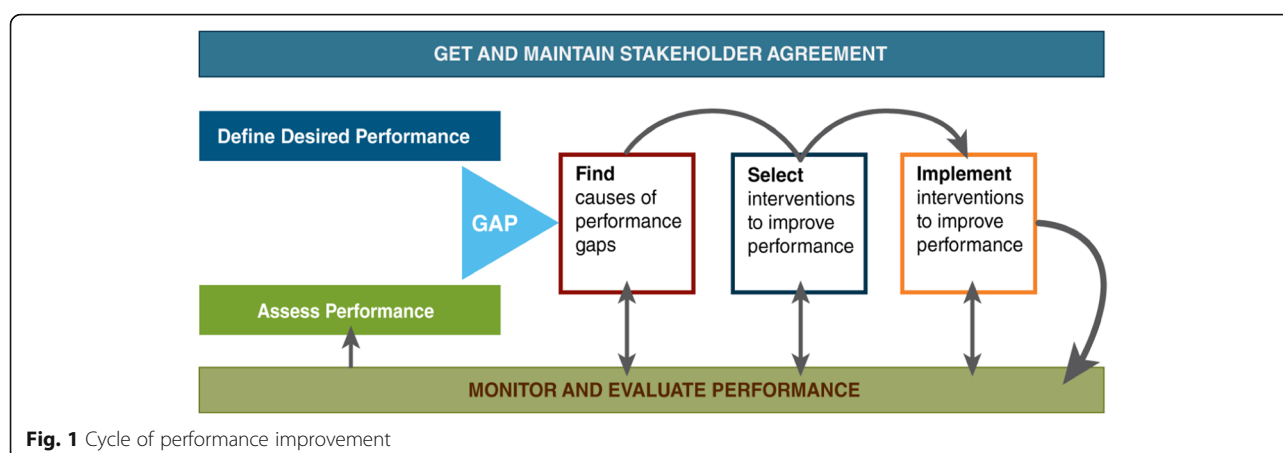 GET AND MAINTAIN STAKEHOLDER AGREEMENT
Define Desired Performance
GAP
Find
causes of
performance
gaps
Select
interventions
to improve
performance
Implement
interventions
to improve
performance
Assess Performance
MONITOR AND EVALUATE PERFORMANCE
Fig. 1 Cycle of performance improvement